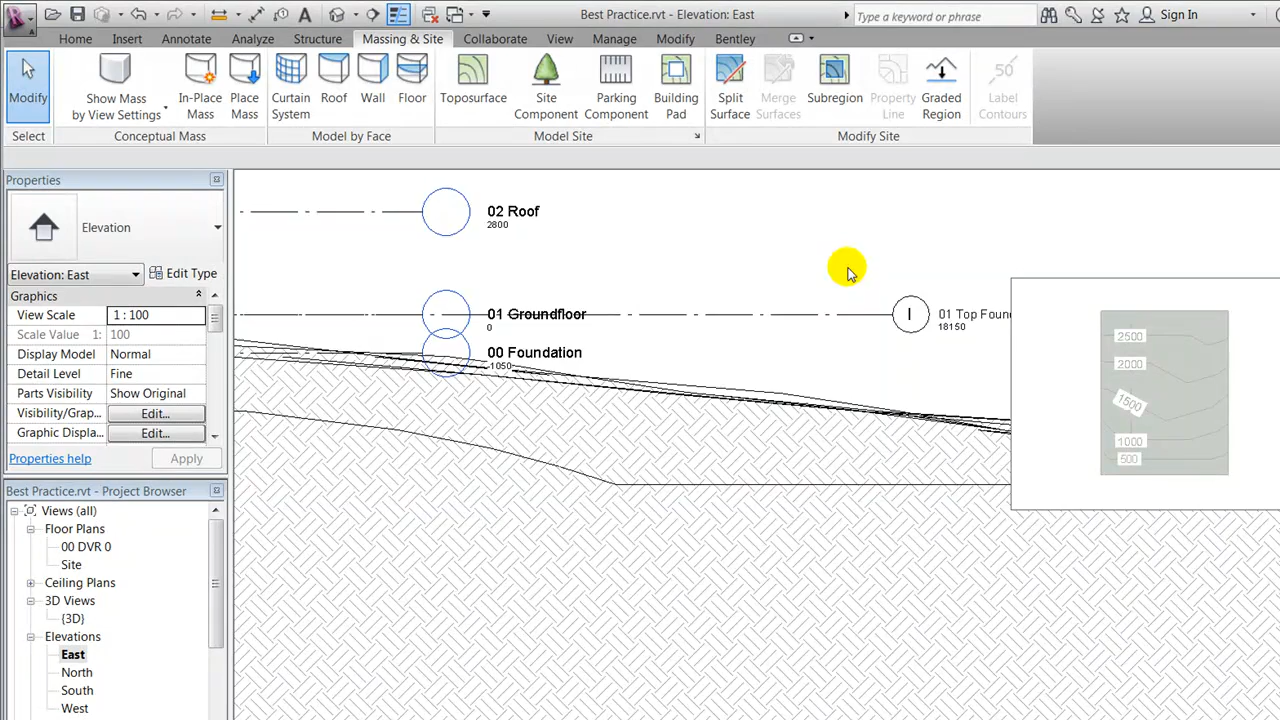 Best Practice.rvt - Elevation: East
Type a keyword or phrase
Sign In
Home Insert Annotate Analyze Structure Massing & Site Collaborate View Manage Modify Bentley
Modify
Show Mass
by View Settings
In-Place
Mass
Place
Mass
Curtain
System
Roof
Wall
Floor
Toposurface
Site
Component
Parking
Component
Building
Pad
Split
Surface
Merge
Surfaces
Subregion
Property
Line
Graded
Region
50
Label
Contours
Select
Conceptual Mass
Model by Face
Model Site
Modify Site
Properties
Elevation
Elevation: East
Edit Type
Graphics
View Scale 1 : 100
Scale Value 1: 100
Display Model Normal
Detail Level Fine
Parts Visibility Show Original
Visibility/Grap... Edit...
Graphic Displa... Edit...
Properties help
Apply
Best Practice.rvt - Project Browser
Views (all)
Floor Plans
00 DVR 0
Site
Ceiling Plans
3D Views
{3D}
Elevations
East
North
South
West
02 Roof
2800
01 Groundfloor
0
00 Foundation
-1050
01 Top Foun
18150
2500
2000
1500
1000
500